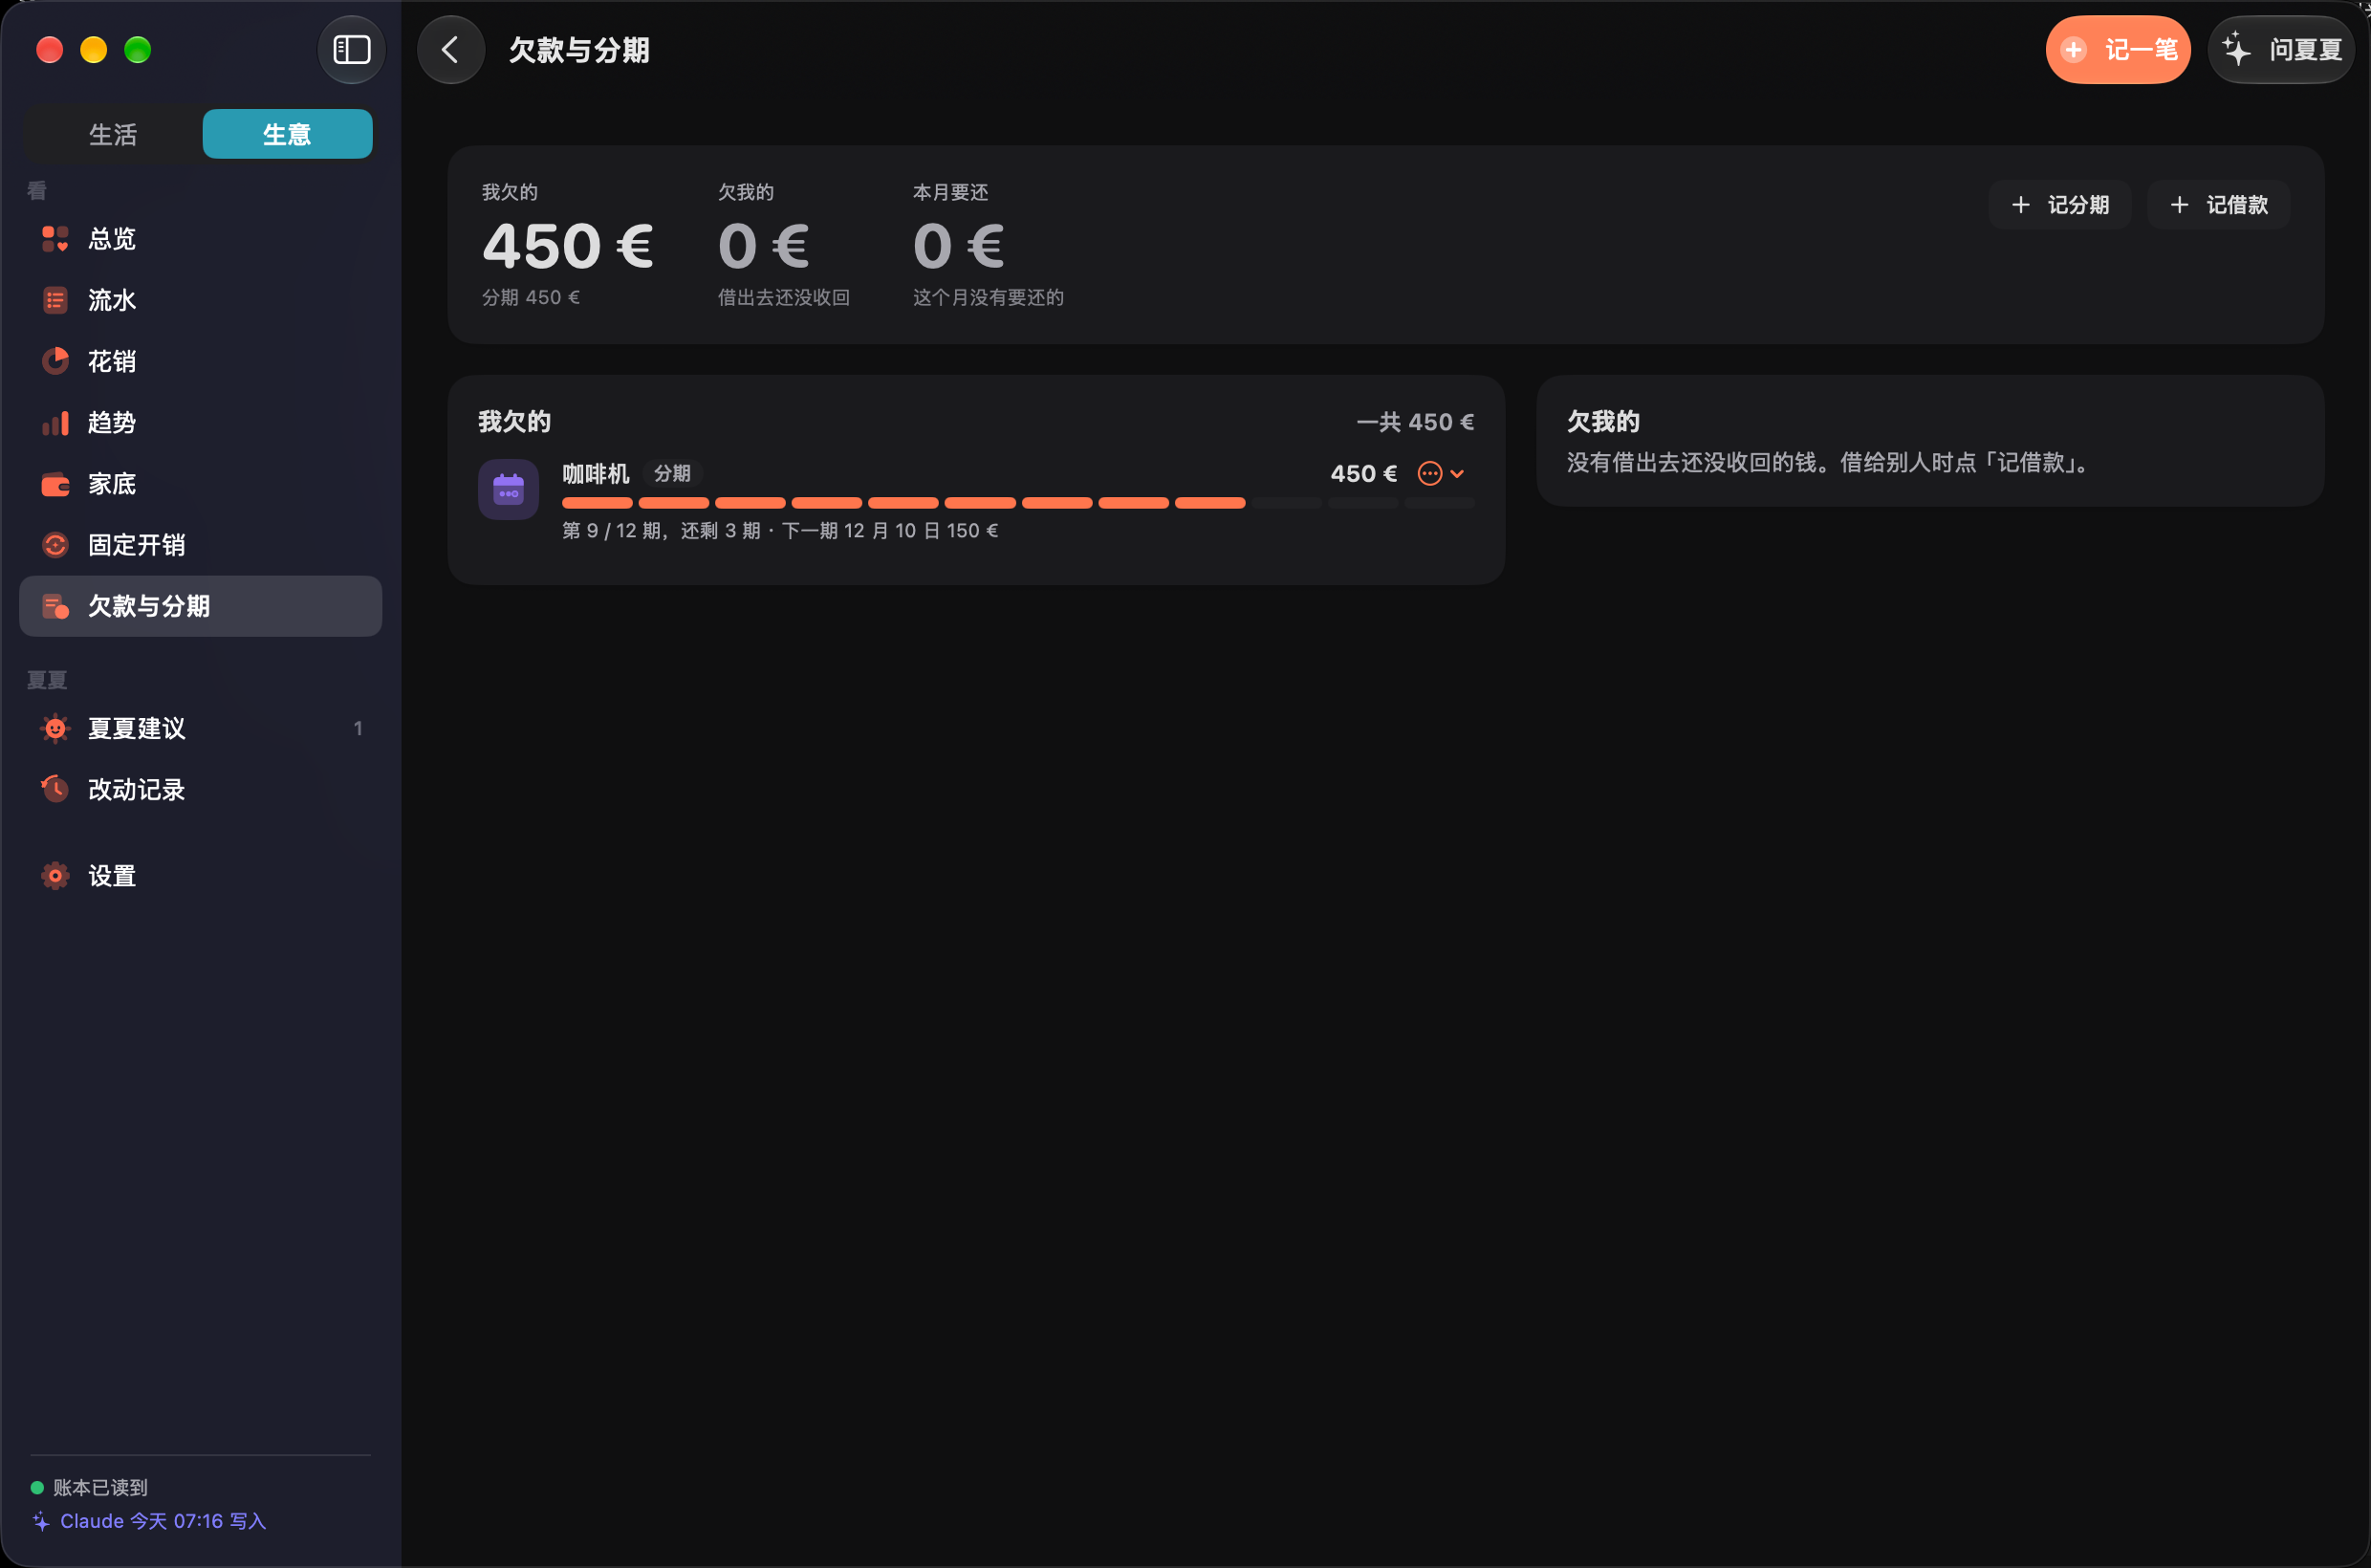 欠款与分期
记一笔
问夏夏
生活
生意
看
总览
流水
花销
趋势
家底
固定开销
欠款与分期
夏夏
夏夏建议
1
改动记录
设置
账本已读到
Claude 今天 07:16 写入
我欠的
450 €
分期 450 €
欠我的
0 €
借出去还没收回
本月要还
0 €
这个月没有要还的
记分期
记借款
我欠的
一共 450 €
咖啡机 分期
450 €
第 9 / 12 期，还剩 3 期 · 下一期 12 月 10 日 150 €
欠我的
没有借出去还没收回的钱。借给别人时点「记借款」。